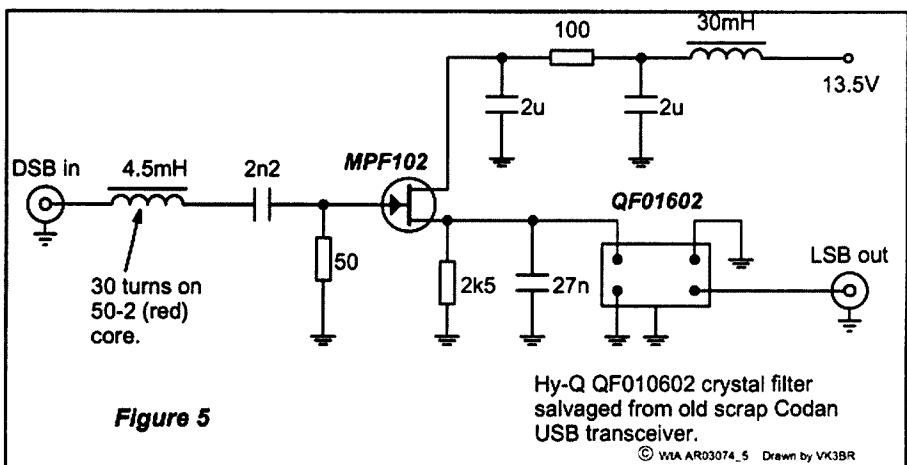 100
30mH
13.5V
2u
2u
DSB in
4.5mH
2n2
MPF102
QF01602
50
2k5
27n
LSB out
30 turns on
50-2 (red)
core.
Figure 5
Hy-Q QF010602 crystal filter
salvaged from old scrap Codan
USB transceiver.
© WIA AR03074_5 Drawn by VK3BR